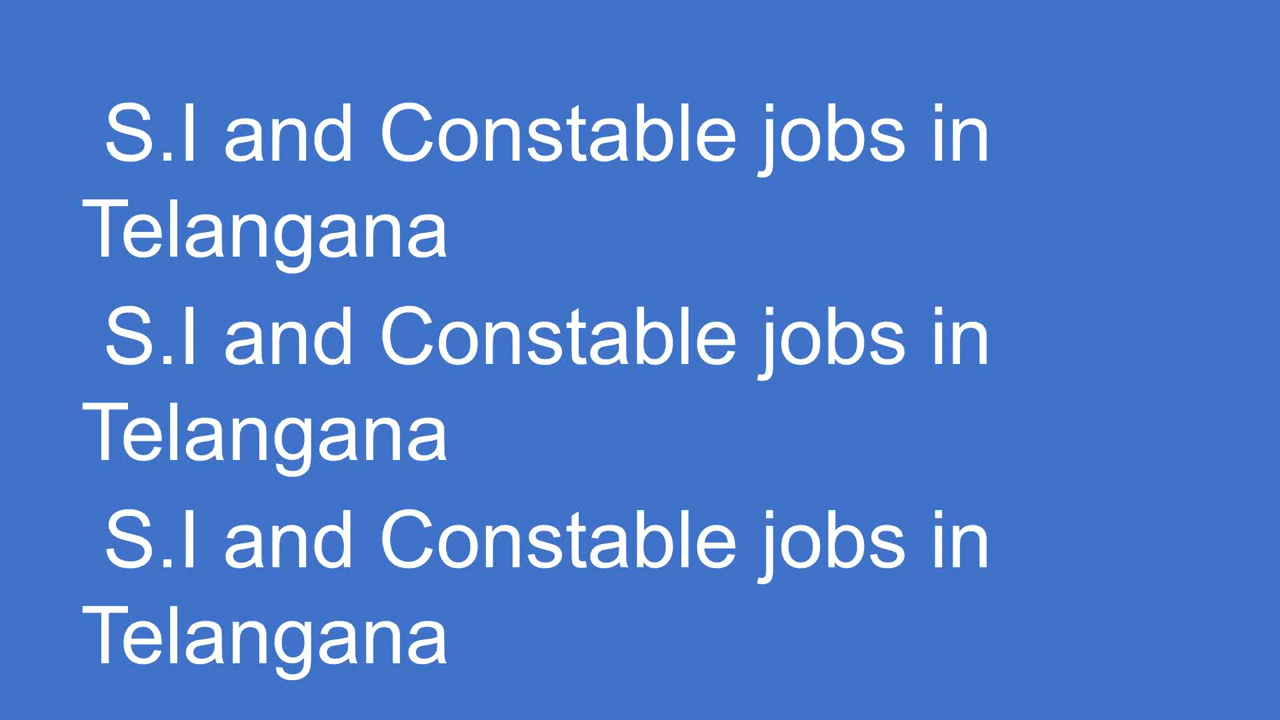 S.I and Constable jobs in
Telangana
S.I and Constable jobs in
Telangana
S.I and Constable jobs in
Telangana